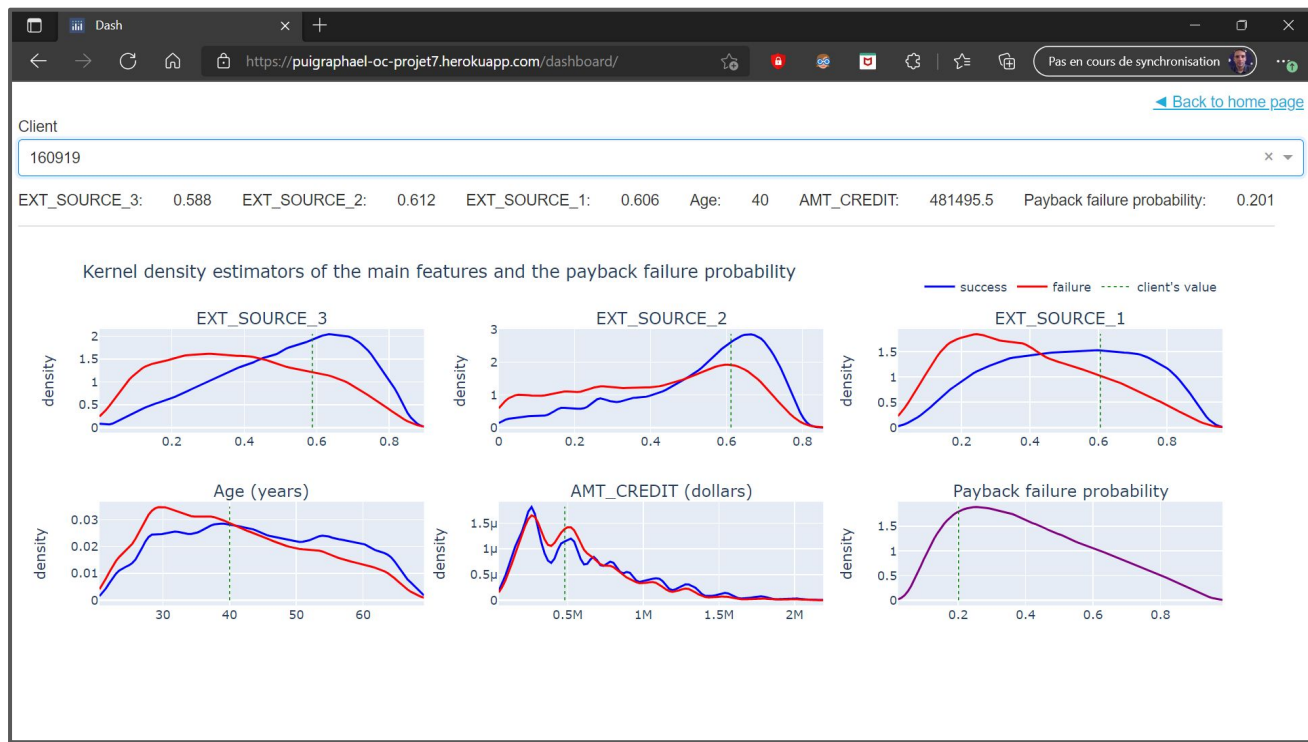 Dash
https://puigraphael-oc-projet7.herokuapp.com/dashboard/
Pas en cours de synchronisation
◄ Back to home page
Client
160919
EXT_SOURCE_3: 0.588 EXT_SOURCE_2: 0.612 EXT_SOURCE_1: 0.606 Age: 40 AMT_CREDIT: 481495.5 Payback failure probability: 0.201
Kernel density estimators of the main features and the payback failure probability
success failure client's value
EXT_SOURCE_3
density
2
1.5
1
0.5
0
0.2 0.4 0.6 0.8
EXT_SOURCE_2
density
3
2
1
0
0 0.2 0.4 0.6 0.8
EXT_SOURCE_1
density
1.5
1
0.5
0
0.2 0.4 0.6 0.8
Age (years)
density
0.03
0.02
0.01
0
30 40 50 60
AMT_CREDIT (dollars)
density
1.5μ
1μ
0.5μ
0
0.5M 1M 1.5M 2M
Payback failure probability
density
1.5
1
0.5
0
0.2 0.4 0.6 0.8